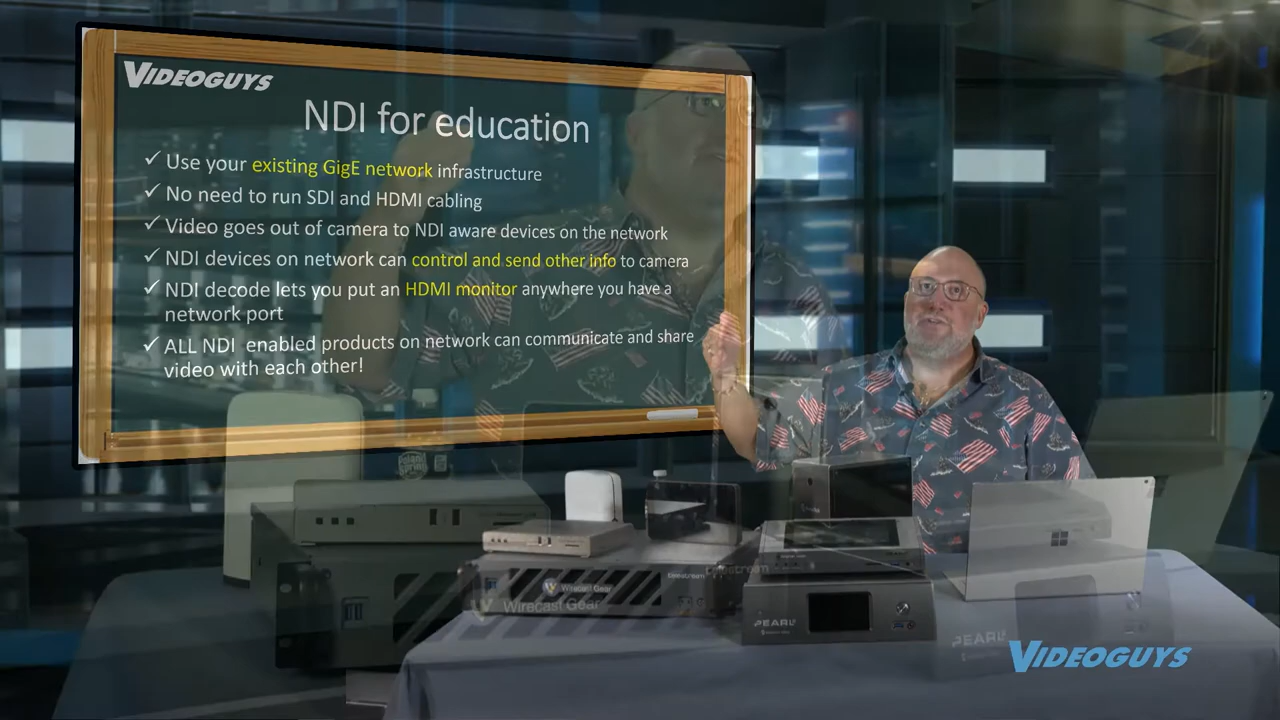 VIDEOGUYS
NDI for education
✓ Use your existing GigE network infrastructure
✓ No need to run SDI and HDMI cabling
✓ Video goes out of camera to NDI aware devices on the network
✓ NDI devices on network can control and send other info to camera
✓ NDI decode lets you put an HDMI monitor anywhere you have a
network port
✓ ALL NDI enabled products on network can communicate and share
video with each other!
Wirecast Gear
Wirecast Gear
PEARL
PEARL
VIDEOGUYS